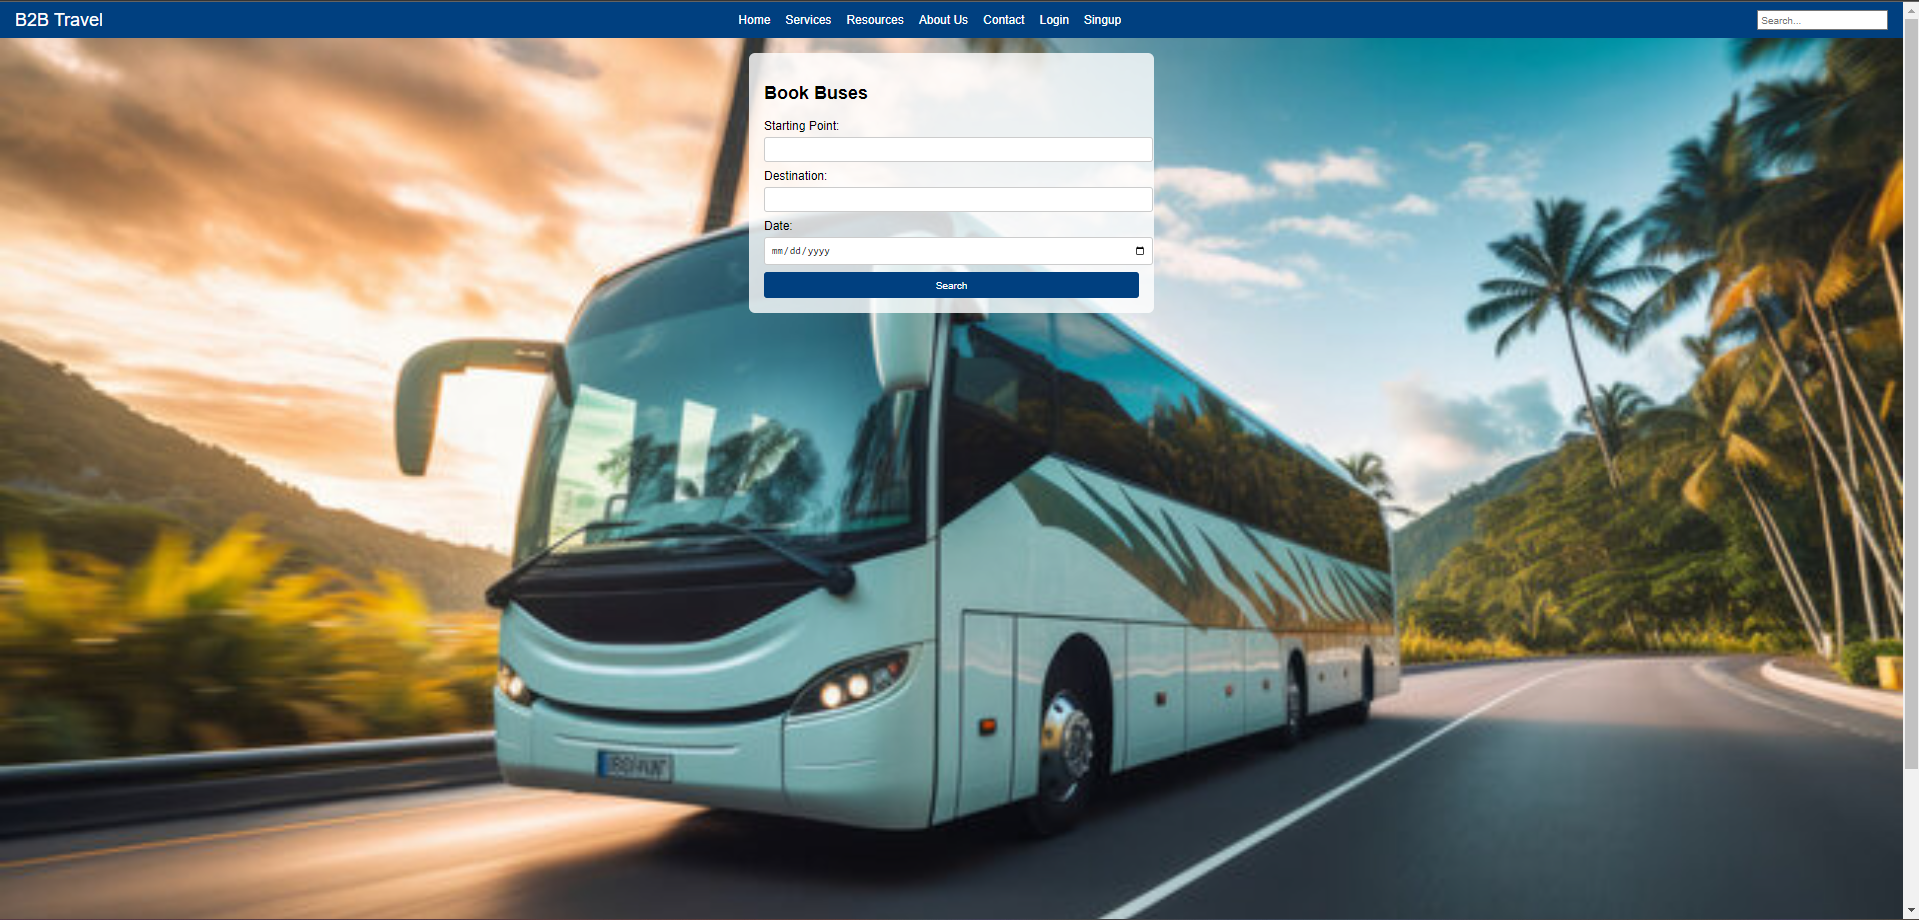 B2B Travel
Home Services Resources About Us Contact Login Singup
Search...
Book Buses
Starting Point:
Destination:
Date:
mm/dd/yyyy
Search